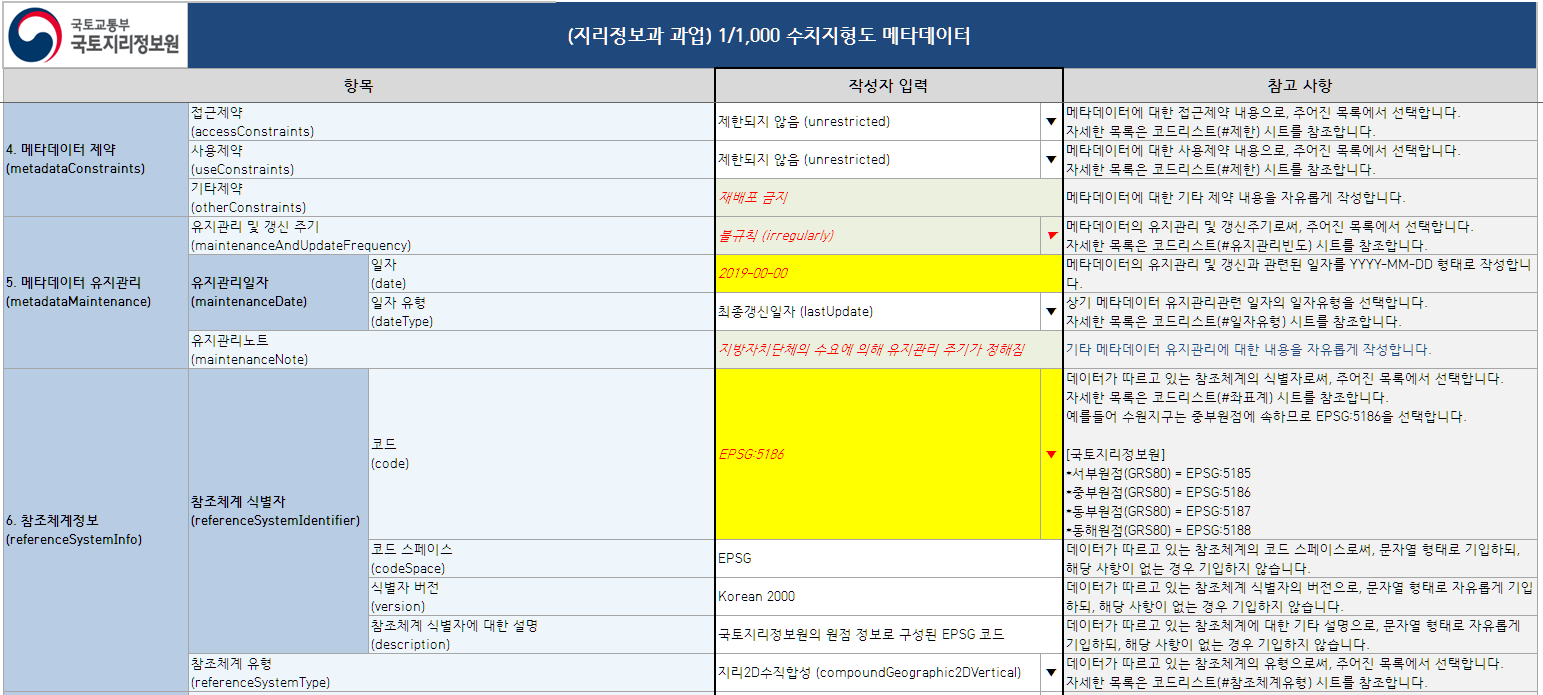 국토교통부
국토지리정보원
(지리정보과 과업) 1/1,000 수치지형도 메타데이터
항목
작성자 입력
참고 사항
4. 메타데이터 제약
(metadataConstraints)
접근제약
(accessConstraints)
제한되지 않음 (unrestricted)
메타데이터에 대한 접근제약 내용으로, 주어진 목록에서 선택합니다.
자세한 목록은 코드리스트(#제한) 시트를 참조합니다.
사용제약
(useConstraints)
제한되지 않음 (unrestricted)
메타데이터에 대한 사용제약 내용으로, 주어진 목록에서 선택합니다.
자세한 목록은 코드리스트(#제한) 시트를 참조합니다.
기타제약
(otherConstraints)
재배포 금지
메타데이터에 대한 기타 제약 내용을 자유롭게 작성합니다.
5. 메타데이터 유지관리
(metadataMaintenance)
유지관리 및 갱신 주기
(maintenanceAndUpdateFrequency)
불규칙 (irregularly)
메타데이터의 유지관리 및 갱신주기로써, 주어진 목록에서 선택합니다.
자세한 목록은 코드리스트(#유지관리빈도) 시트를 참조합니다.
유지관리일자
(maintenanceDate)
일자
(date)
2019-00-00
메타데이터의 유지관리 및 갱신과 관련된 일자를 YYYY-MM-DD 형태로 작성합니
다.
일자 유형
(dateType)
최종갱신일자 (lastUpdate)
상기 메타데이터 유지관리관련 일자의 일자유형을 선택합니다.
자세한 목록은 코드리스트(#일자유형) 시트를 참조합니다.
유지관리노트
(maintenanceNote)
지방자치단체의 수요에 의해 유지관리 주기가 정해짐
기타 메타데이터 유지관리에 대한 내용을 자유롭게 작성합니다.
6. 참조체계정보
(referenceSystemInfo)
참조체계 식별자
(referenceSystemIdentifier)
코드
(code)
EPSG:5186
데이터가 따르고 있는 참조체계의 식별자로써, 주어진 목록에서 선택합니다.
자세한 목록은 코드리스트(#좌표계) 시트를 참조합니다.
예를들어 수원지구는 중부원점에 속하므로 EPSG:5186을 선택합니다.
[국토지리정보원]
*서부원점(GRS80) = EPSG:5185
*중부원점(GRS80) = EPSG:5186
*동부원점(GRS80) = EPSG:5187
*동해원점(GRS80) = EPSG:5188
코드 스페이스
(codeSpace)
EPSG
데이터가 따르고 있는 참조체계의 코드 스페이스로써, 문자열 형태로 기입하되,
해당 사항이 없는 경우 기입하지 않습니다.
식별자 버전
(version)
Korean 2000
데이터가 따르고 있는 참조체계 식별자의 버전으로, 문자열 형태로 자유롭게 기입
하되, 해당 사항이 없는 경우 기입하지 않습니다.
참조체계 식별자에 대한 설명
(description)
국토지리정보원의 원점 정보로 구성된 EPSG 코드
데이터가 따르고 있는 참조체계에 대한 기타 설명으로, 문자열 형태로 자유롭게
기입하되, 해당 사항이 없는 경우 기입하지 않습니다.
참조체계 유형
(referenceSystemType)
지리2D수직합성 (compoundGeographic2DVertical)
데이터가 따르고 있는 참조체계의 유형으로써, 주어진 목록에서 선택합니다.
자세한 목록은 코드리스트(#참조체계유형) 시트를 참조합니다.